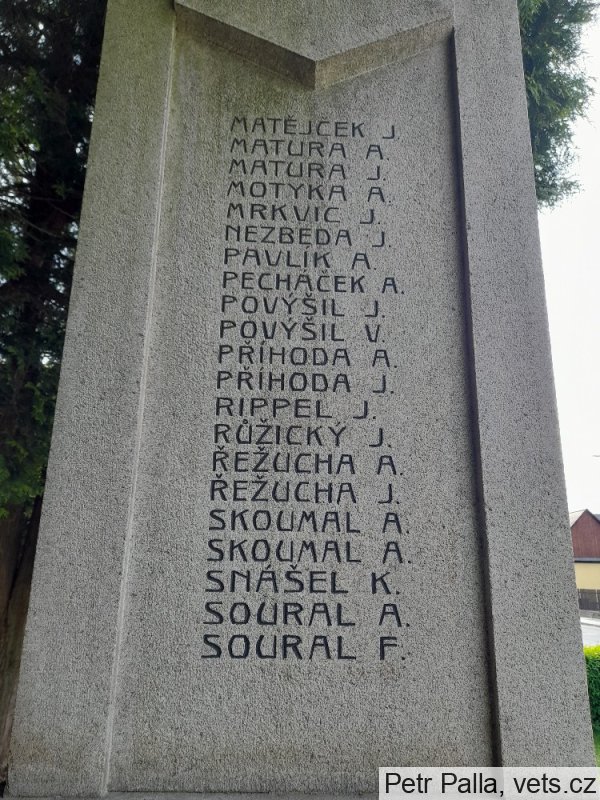 MATĚJČEK J.
MATURA A.
MATURA J.
MOTYKA A.
MRKVIC J.
NEZBEDA J.
PAVLÍK A.
PECHÁČEK A.
POVÝŠIL J.
POVÝŠIL V.
PŘÍHODA A.
PŘÍHODA J.
RIPPEL J.
RŮŽICKÝ J.
ŘEŽUCHA A.
ŘEŽUCHA J.
SKOUMAL A.
SKOUMAL A.
SNÁŠEL K.
SOURAL A.
SOURAL F.
Petr Palla, vets.cz